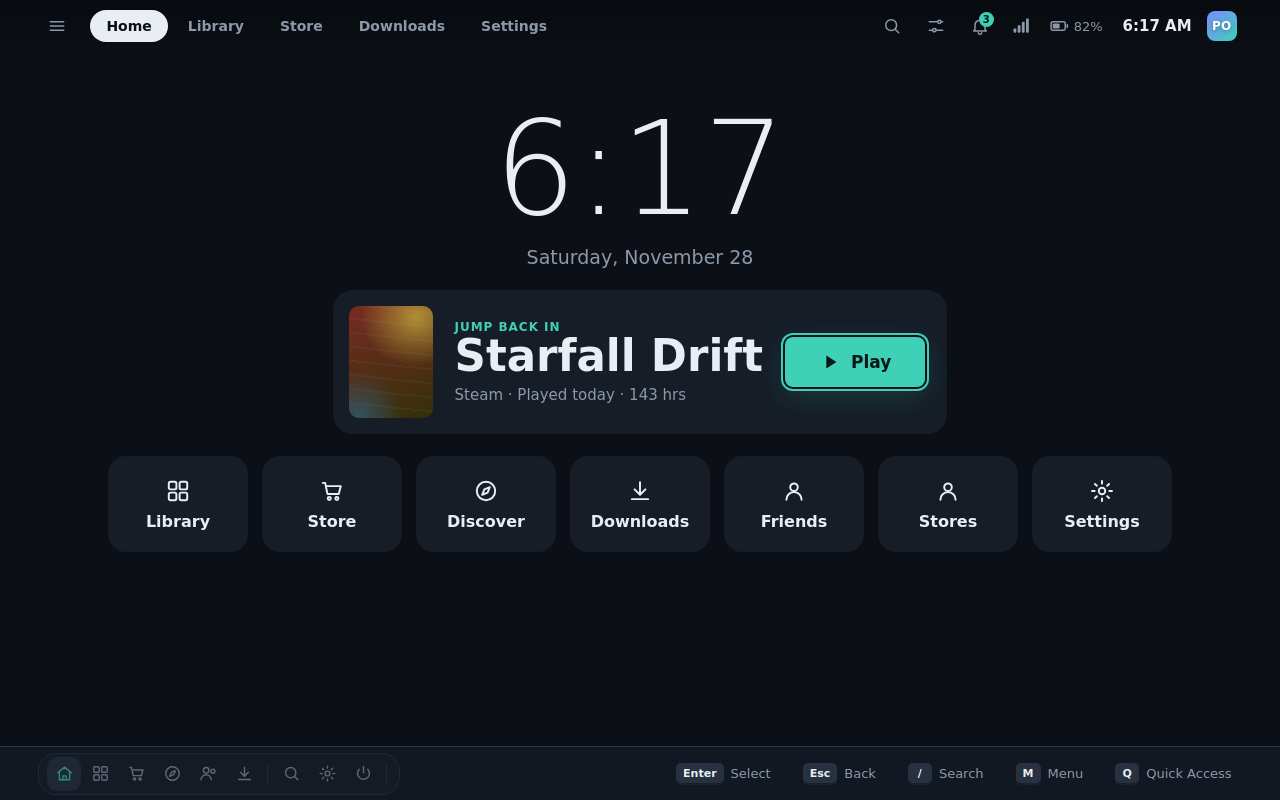 Home Library Store Downloads Settings 3 82% 6:17 AM PO
6:17
Saturday, November 28
JUMP BACK IN
Starfall Drift
Steam · Played today · 143 hrs
Play
Library Store Discover Downloads Friends Stores Settings
Enter Select Esc Back / Search M Menu Q Quick Access